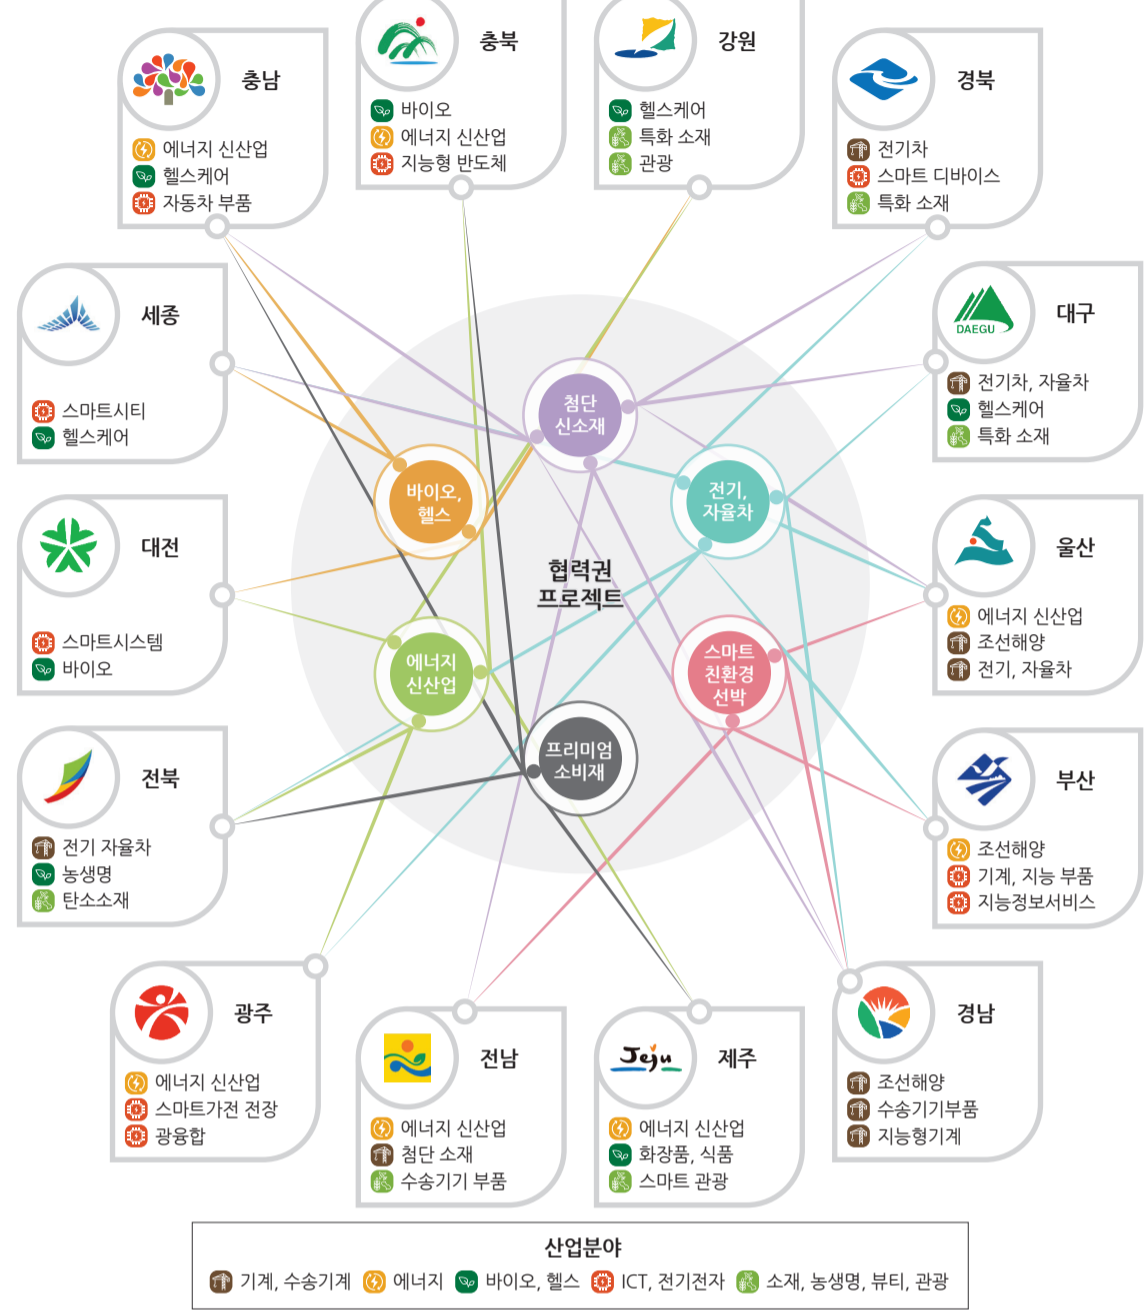 충남
에너지 신산업
헬스케어
자동차 부품
충북
바이오
에너지 신산업
지능형 반도체
강원
헬스케어
특화 소재
관광
경북
전기차
스마트 디바이스
특화 소재
세종
스마트시티
헬스케어
대구
DAEGU
전기차, 자율차
헬스케어
특화 소재
대전
스마트시스템
바이오
울산
에너지 신산업
조선해양
전기, 자율차
전북
전기 자율차
농생명
탄소소재
부산
조선해양
기계, 지능 부품
지능정보서비스
첨단
신소재
바이오,
헬스
전기,
자율차
협력권
프로젝트
에너지
신산업
스마트
친환경
선박
프리미엄
소비재
광주
에너지 신산업
스마트가전 전장
광융합
전남
에너지 신산업
첨단 소재
수송기기 부품
Jeju
제주
에너지 신산업
화장품, 식품
스마트 관광
경남
조선해양
수송기기부품
지능형기계
산업분야
기계, 수송기계 에너지 바이오, 헬스 ICT, 전기전자 소재, 농생명, 뷰티, 관광